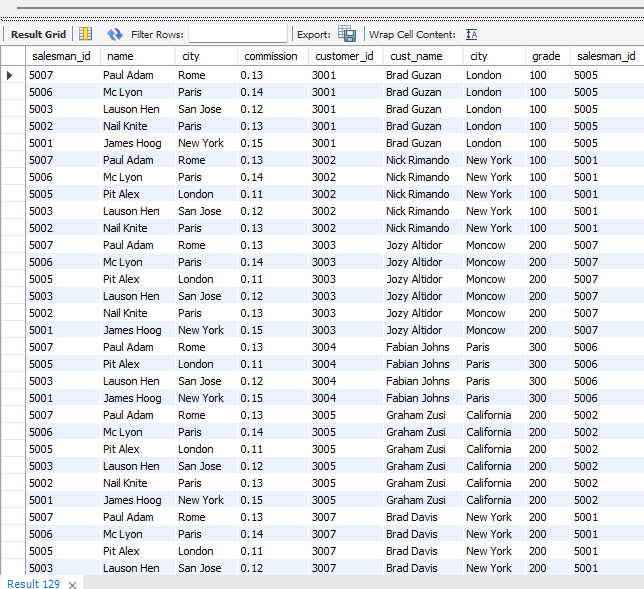 Result Grid Filter Rows: Export: Wrap Cell Content: IA
salesman_id name city commission customer_id cust_name city grade salesman_id
5007 Paul Adam Rome 0.13 3001 Brad Guzan London 100 5005
5006 Mc Lyon Paris 0.14 3001 Brad Guzan London 100 5005
5003 Lauson Hen San Jose 0.12 3001 Brad Guzan London 100 5005
5002 Nail Knite Paris 0.13 3001 Brad Guzan London 100 5005
5001 James Hoog New York 0.15 3001 Brad Guzan London 100 5005
5007 Paul Adam Rome 0.13 3002 Nick Rimando New York 100 5001
5006 Mc Lyon Paris 0.14 3002 Nick Rimando New York 100 5001
5005 Pit Alex London 0.11 3002 Nick Rimando New York 100 5001
5003 Lauson Hen San Jose 0.12 3002 Nick Rimando New York 100 5001
5002 Nail Knite Paris 0.13 3002 Nick Rimando New York 100 5001
5007 Paul Adam Rome 0.13 3003 Jozy Altidor Moncow 200 5007
5006 Mc Lyon Paris 0.14 3003 Jozy Altidor Moncow 200 5007
5005 Pit Alex London 0.11 3003 Jozy Altidor Moncow 200 5007
5003 Lauson Hen San Jose 0.12 3003 Jozy Altidor Moncow 200 5007
5002 Nail Knite Paris 0.13 3003 Jozy Altidor Moncow 200 5007
5001 James Hoog New York 0.15 3003 Jozy Altidor Moncow 200 5007
5007 Paul Adam Rome 0.13 3004 Fabian Johns Paris 300 5006
5005 Pit Alex London 0.11 3004 Fabian Johns Paris 300 5006
5003 Lauson Hen San Jose 0.12 3004 Fabian Johns Paris 300 5006
5001 James Hoog New York 0.15 3004 Fabian Johns Paris 300 5006
5007 Paul Adam Rome 0.13 3005 Graham Zusi California 200 5002
5006 Mc Lyon Paris 0.14 3005 Graham Zusi California 200 5002
5005 Pit Alex London 0.11 3005 Graham Zusi California 200 5002
5003 Lauson Hen San Jose 0.12 3005 Graham Zusi California 200 5002
5002 Nail Knite Paris 0.13 3005 Graham Zusi California 200 5002
5001 James Hoog New York 0.15 3005 Graham Zusi California 200 5002
5007 Paul Adam Rome 0.13 3007 Brad Davis New York 200 5001
5006 Mc Lyon Paris 0.14 3007 Brad Davis New York 200 5001
5005 Pit Alex London 0.11 3007 Brad Davis New York 200 5001
5003 Lauson Hen San Jose 0.12 3007 Brad Davis New York 200 5001
Result 129